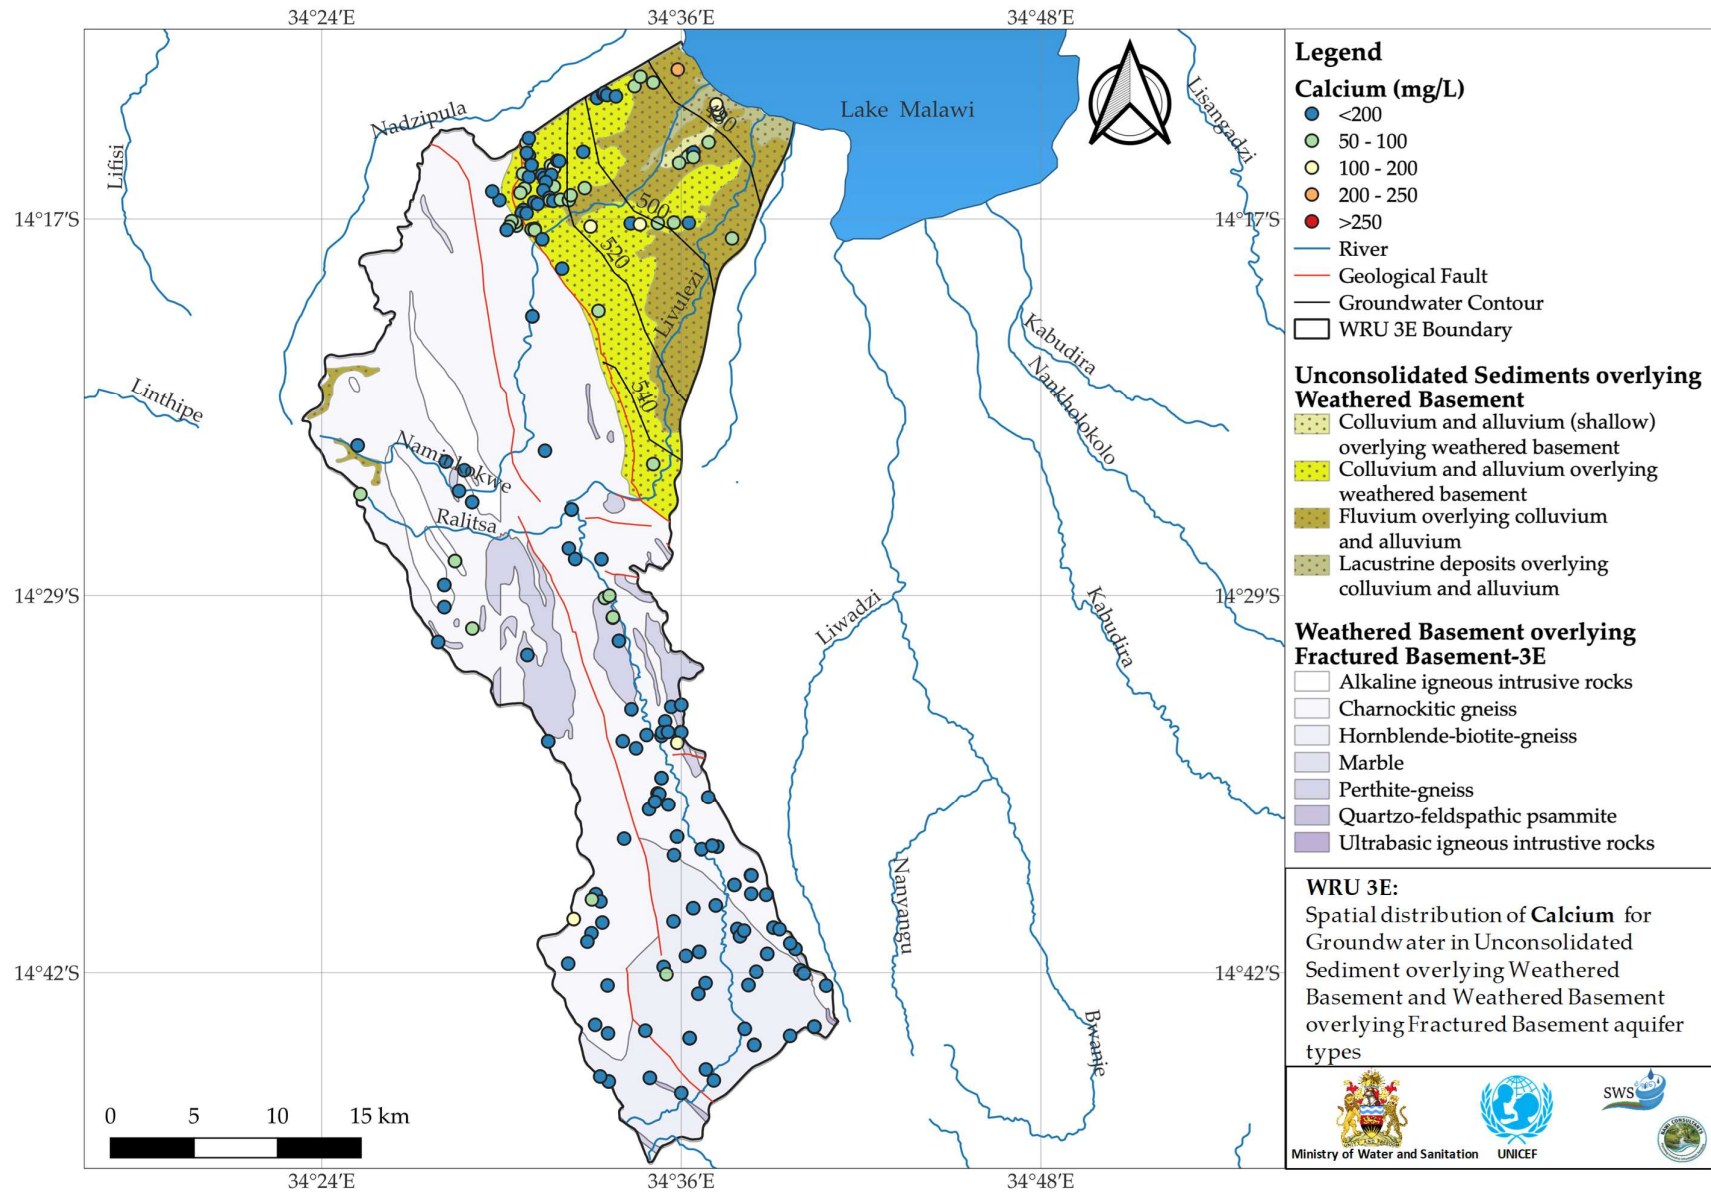 34°24'E
34°36'E
34°48'E
14°17'S
14°17'S
14°29'S
14°29'S
14°42'S
14°42'S
34°24'E
34°36'E
34°48'E
Nadzipula
Lifisi
Linthipe
Ralitsa
Livulezi
Lake Malawi
Lisangadzi
Kabudira
Nankholokolo
Kabudira
Liwadzi
Nanyangu
Bwanje
500
520
540
0 5 10 15 km
Legend
Calcium (mg/L)
<200
50 - 100
100 - 200
200 - 250
>250
River
Geological Fault
Groundwater Contour
WRU 3E Boundary
Unconsolidated Sediments overlying
Weathered Basement
Colluvium and alluvium (shallow)
overlying weathered basement
Colluvium and alluvium overlying
weathered basement
Fluvium overlying colluvium
and alluvium
Lacustrine deposits overlying
colluvium and alluvium
Weathered Basement overlying
Fractured Basement-3E
Alkaline igneous intrusive rocks
Charnockitic gneiss
Hornblende-biotite-gneiss
Marble
Perthite-gneiss
Quartzo-feldspathic psammite
Ultrabasic igneous intrustive rocks
WRU 3E:
Spatial distribution of Calcium for
Groundwater in Unconsolidated
Sediment overlying Weathered
Basement and Weathered Basement
overlying Fractured Basement aquifer
types
Ministry of Water and Sanitation
UNICEF
SWS